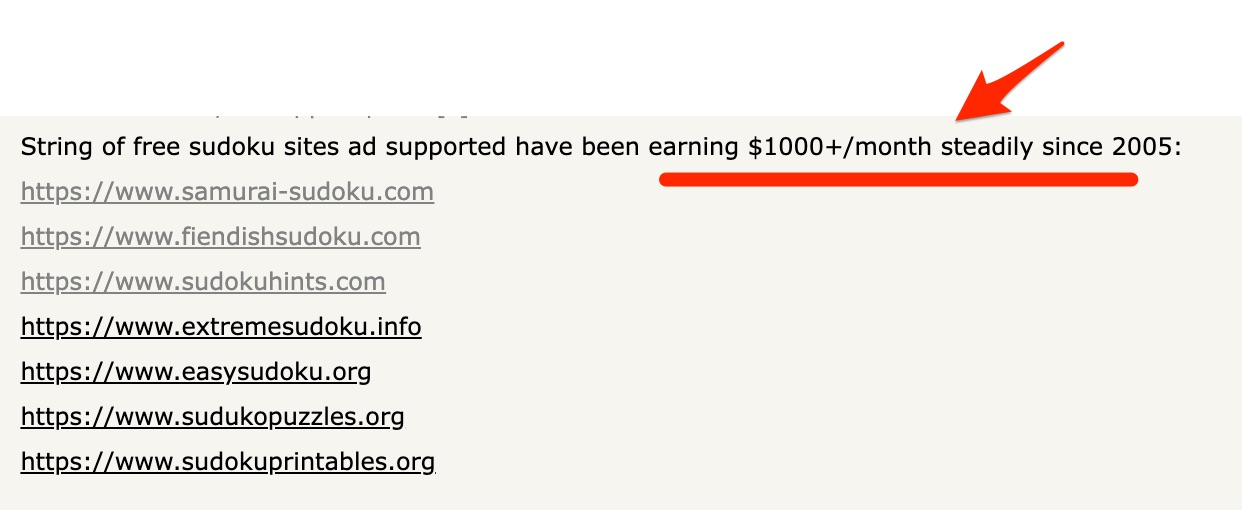 String of free sudoku sites ad supported have been earning $1000+/month steadily since 2005:
https://www.samurai-sudoku.com
https://www.fiendishsudoku.com
https://www.sudokuhints.com
https://www.extremesudoku.info
https://www.easysudoku.org
https://www.sudukopuzzles.org
https://www.sudokuprintables.org